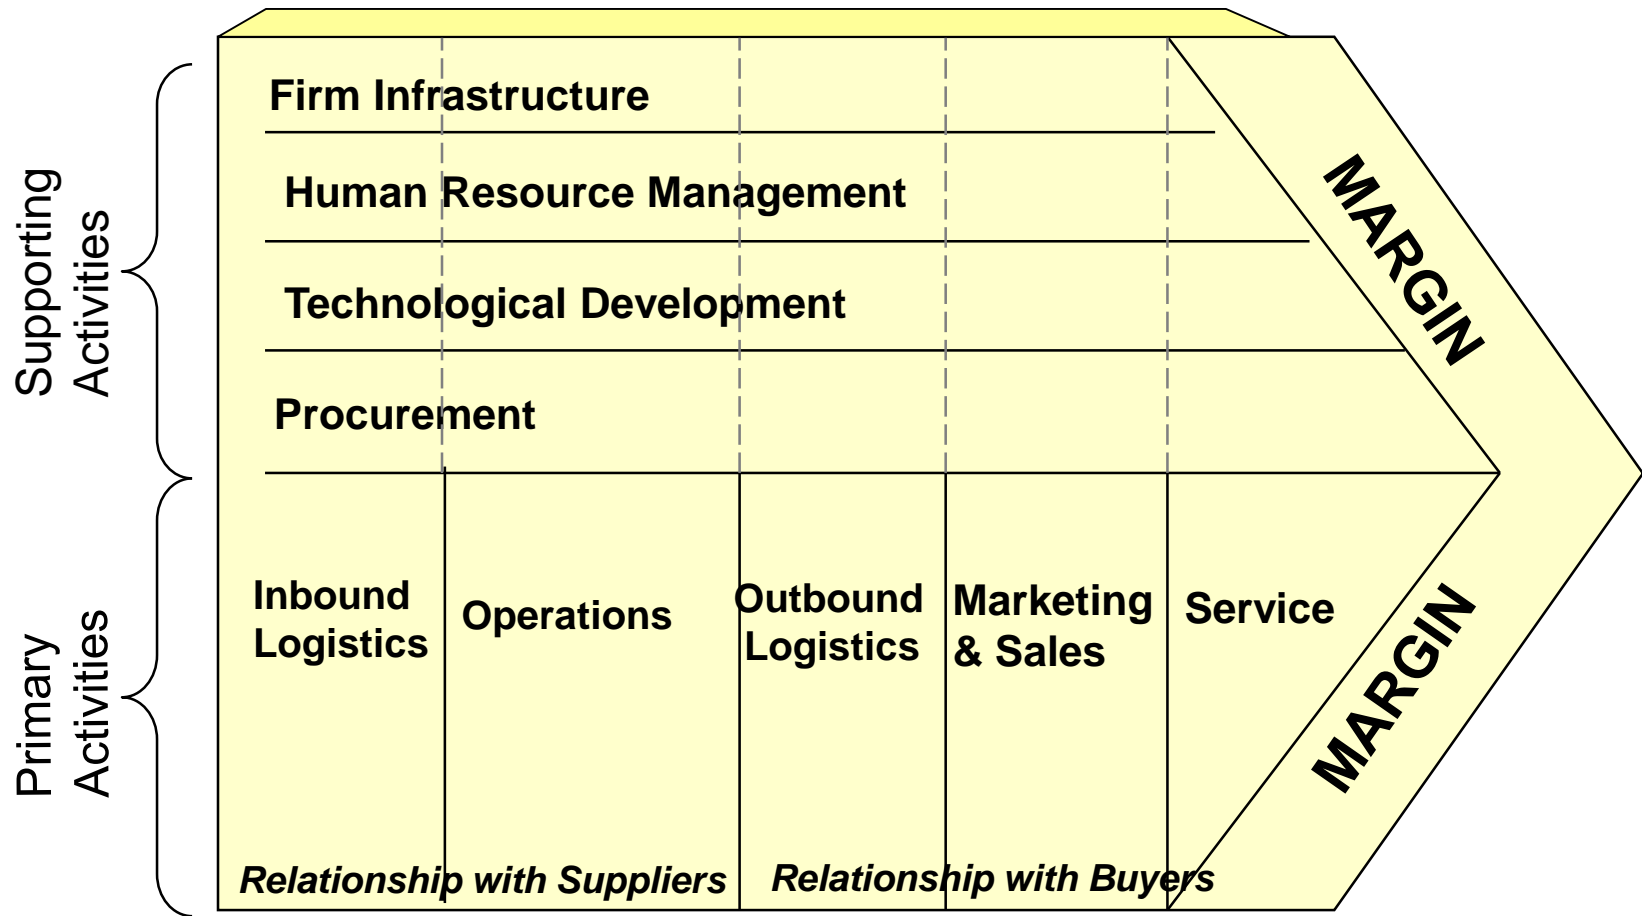 Supporting
Activities
Firm Infrastructure
Human Resource Management
Technological Development
Procurement
MARGIN
Primary
Activities
Inbound
Logistics
Operations
Outbound
Logistics
Marketing
& Sales
Service
MARGIN
Relationship with Suppliers
Relationship with Buyers